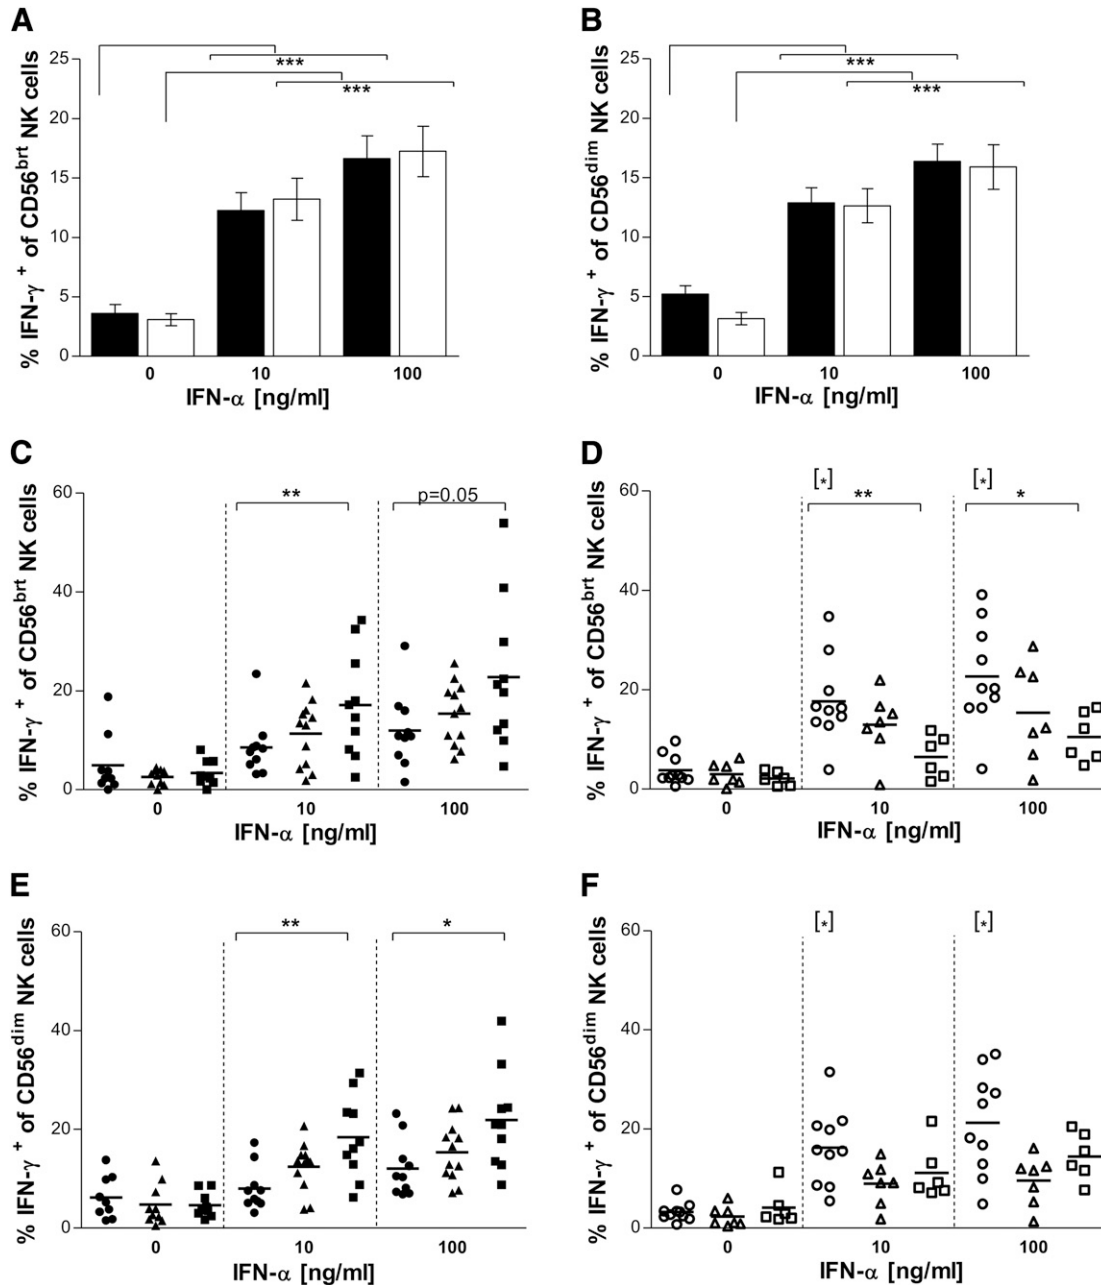 A
% IFN-γ + of CD56brt NK cells
25
20
15
10
5
0
***
***
0 10 100
IFN-α [ng/ml]
B
% IFN-γ + of CD56dim NK cells
25
20
15
10
5
0
***
***
0 10 100
IFN-α [ng/ml]
C
% IFN-γ + of CD56brt NK cells
60
40
20
0
** p=0.05
0 10 100
IFN-α [ng/ml]
D
% IFN-γ + of CD56brt NK cells
60
40
20
0
[*] [*]
** *
0 10 100
IFN-α [ng/ml]
E
% IFN-γ + of CD56dim NK cells
60
40
20
0
** *
0 10 100
IFN-α [ng/ml]
F
% IFN-γ + of CD56dim NK cells
60
40
20
0
[*] [*]
0 10 100
IFN-α [ng/ml]